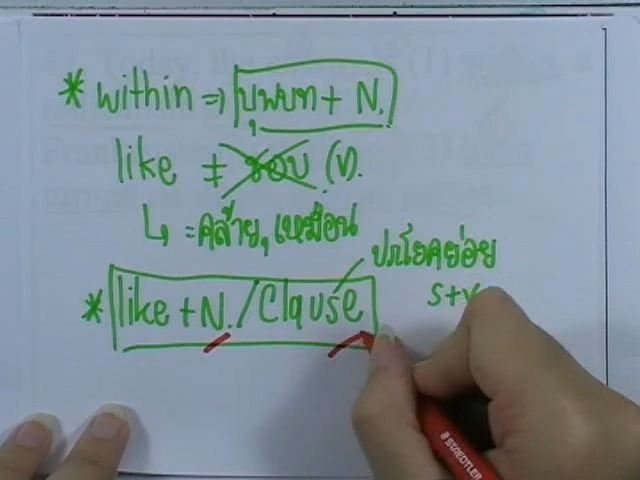 * within => บุพบท + N.
like ≠ ชอบ (v).
↳ = คล้าย, เหมือน
ประโยคย่อย
S+V
* like + N. / Clause
STAEDTLER